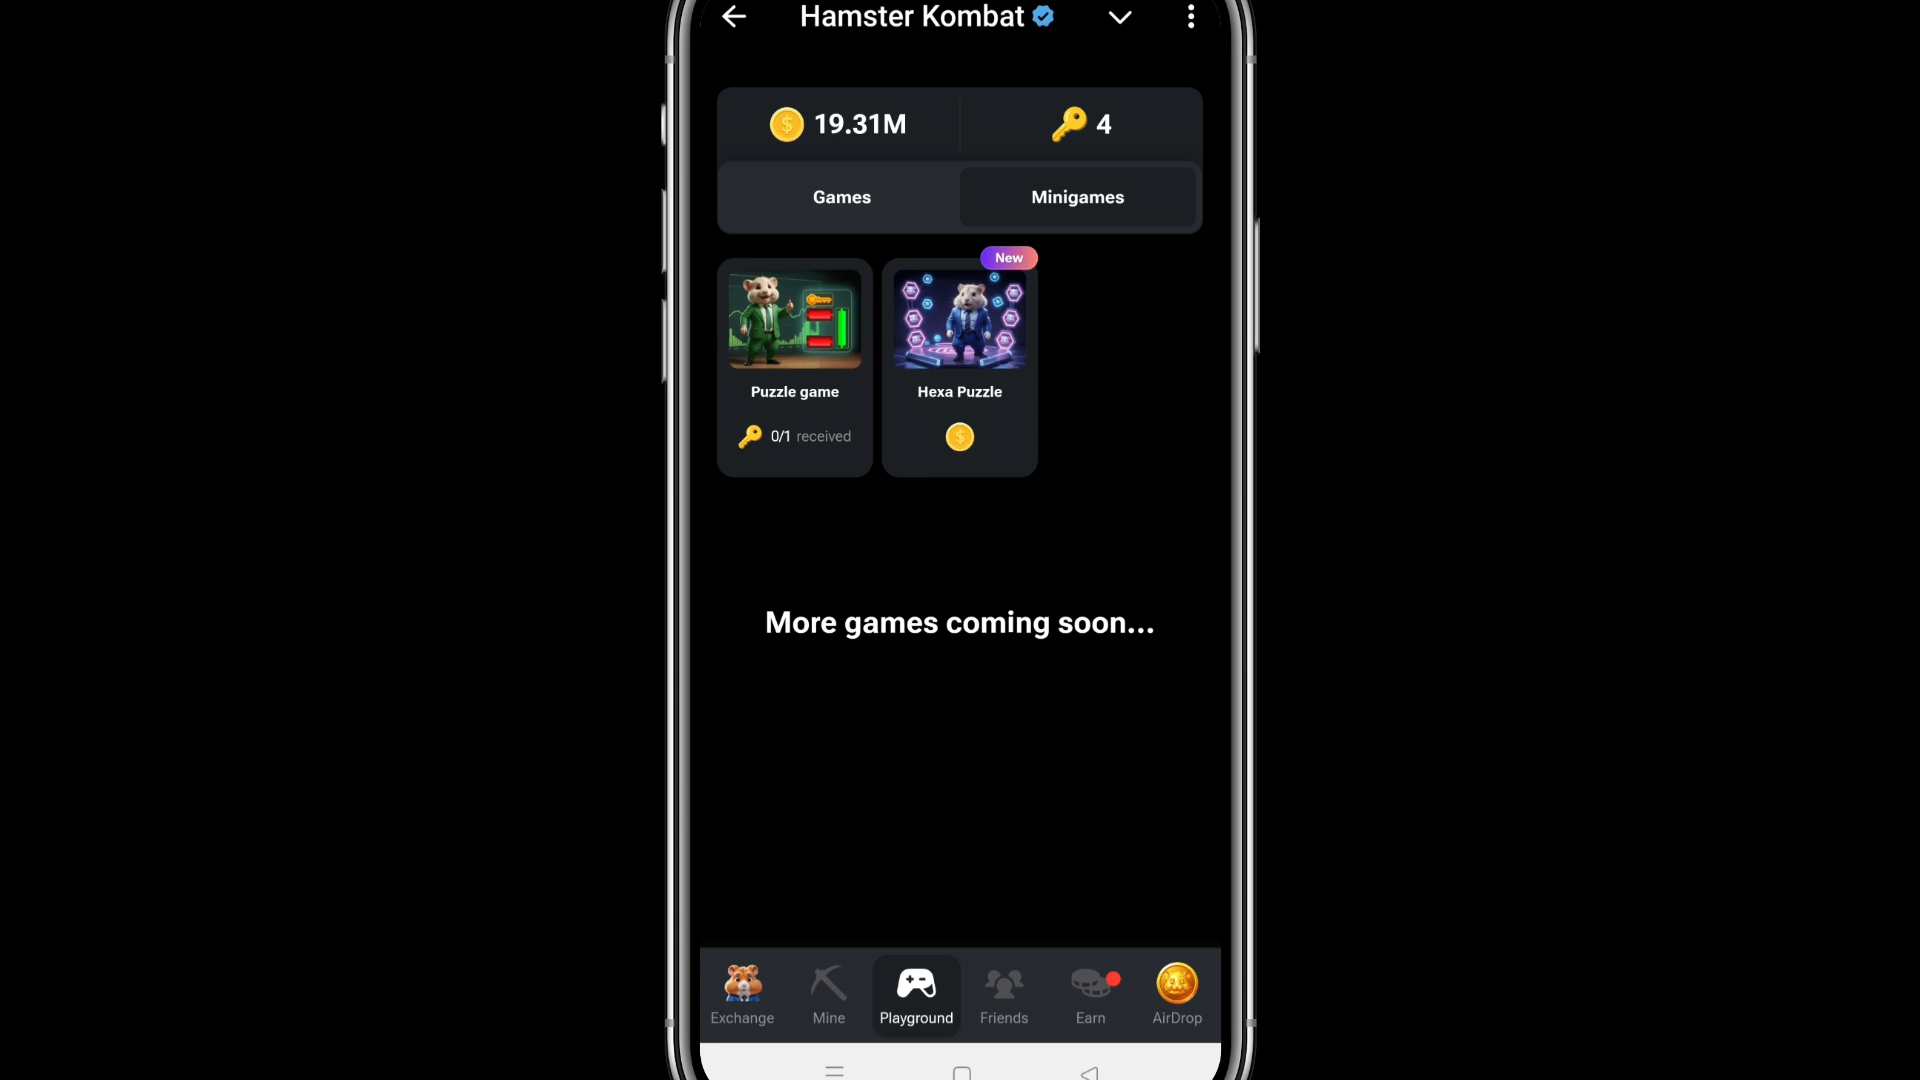 Hamster Kombat
19.31M
4
Games
Minigames
New
Puzzle game
Hexa Puzzle
0/1 received
More games coming soon...
Exchange
Mine
Playground
Friends
Earn
AirDrop